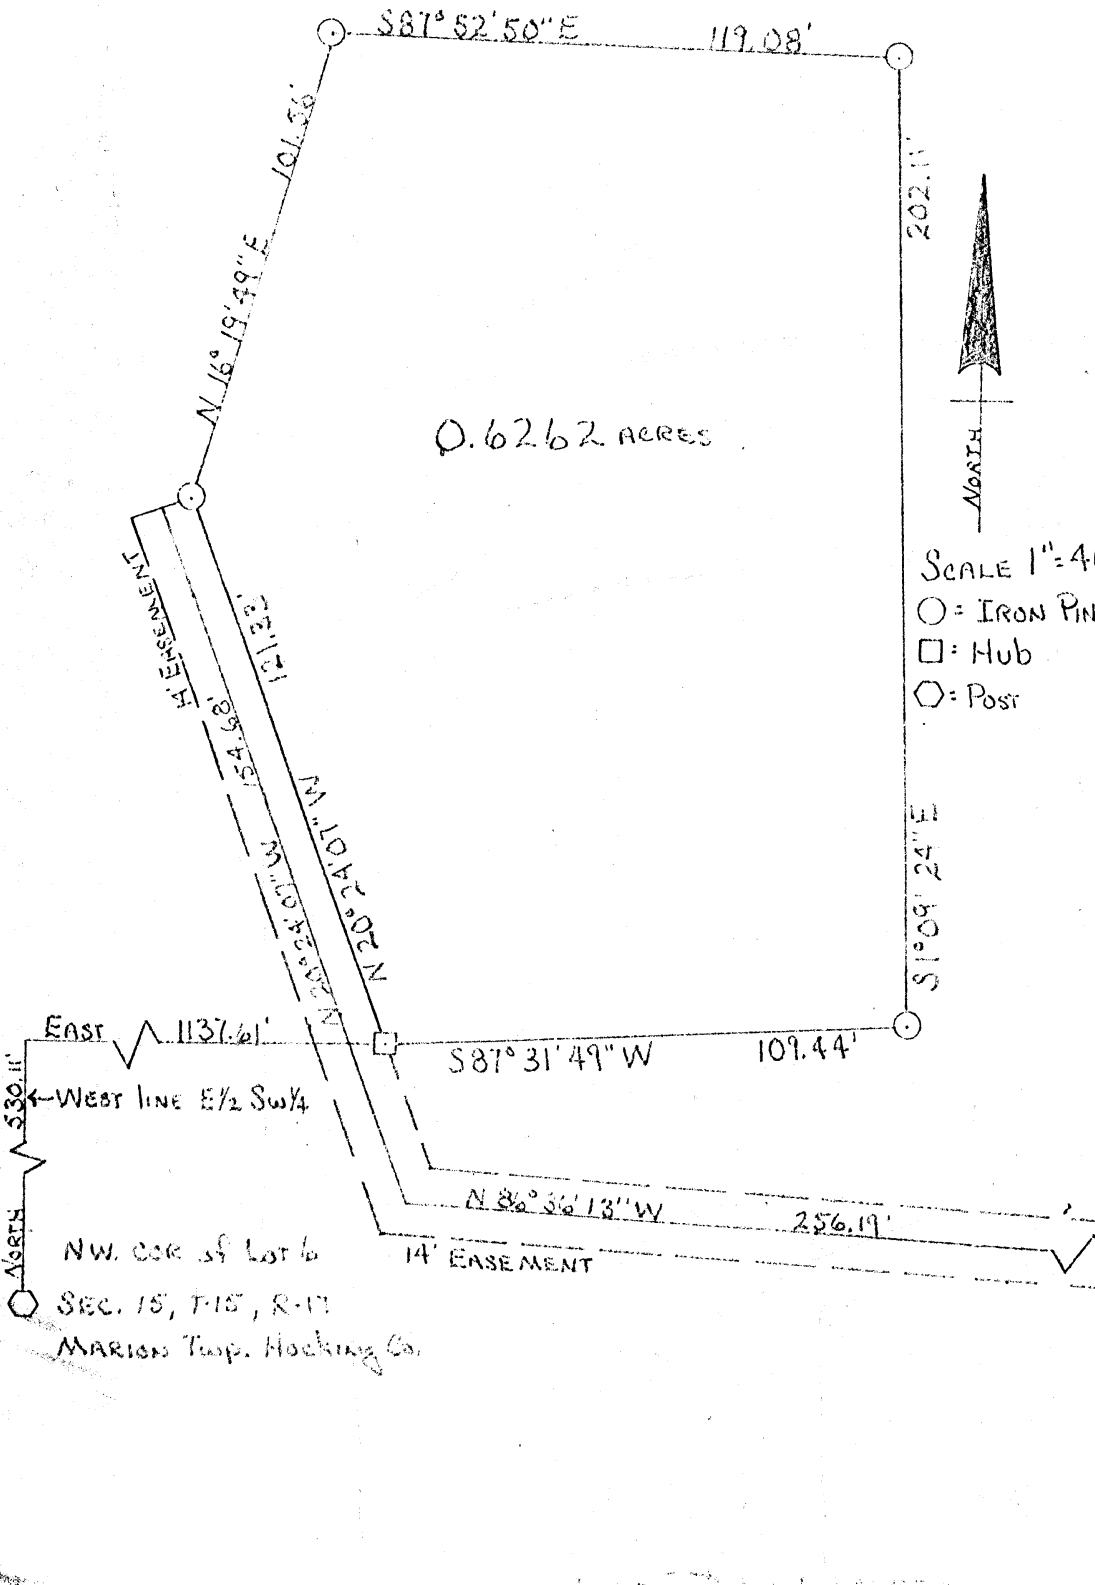 S87° 52' 50" E 119.08'
101.56'
N 16° 19' 49" E
202.11'
S1° 09' 24" E
0.6262 ACRES
NORTH
SCALE 1"=4
○ = IRON PIN
□ = Hub
⬡ = POST
14' EASEMENT
121.33'
N 20° 24' 07" W
154.68'
N 20° 24' 07" W
EAST 1137.61'
S87° 31' 49" W 109.44'
530.11'
←WEST LINE E1/2 SW1/4
NORTH
N 86° 36' 13" W 256.19'
14' EASEMENT
NW. COR of LOT 6
SEC. 15, T-15, R-17
MARION Twp. Hocking Co.